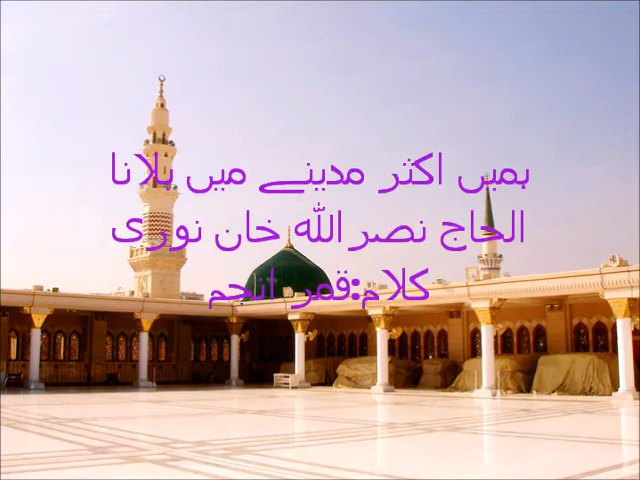 ہمیں اکثر مدینے میں بلانا
الحاج نصراللہ خان نوری
کلام:قمر انجم